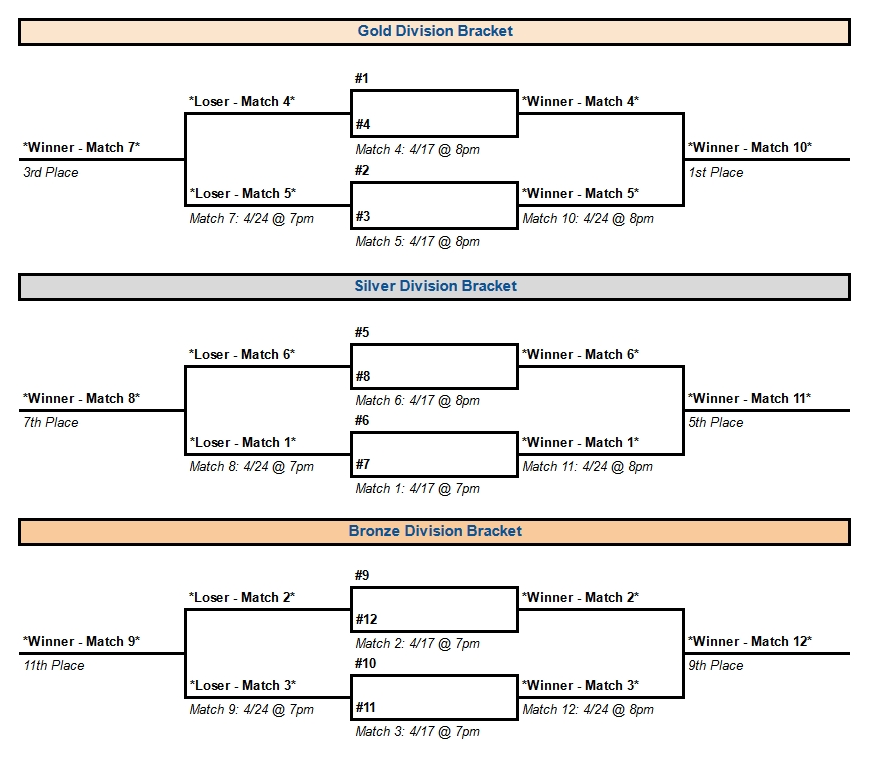 Gold Division Bracket
#1
*Loser - Match 4*
*Winner - Match 4*
#4
*Winner - Match 7*
Match 4: 4/17 @ 8pm
*Winner - Match 10*
3rd Place
#2
1st Place
*Loser - Match 5*
*Winner - Match 5*
#3
Match 7: 4/24 @ 7pm
Match 10: 4/24 @ 8pm
Match 5: 4/17 @ 8pm
Silver Division Bracket
#5
*Loser - Match 6*
*Winner - Match 6*
#8
*Winner - Match 8*
Match 6: 4/17 @ 8pm
*Winner - Match 11*
7th Place
#6
5th Place
*Loser - Match 1*
*Winner - Match 1*
#7
Match 8: 4/24 @ 7pm
Match 11: 4/24 @ 8pm
Match 1: 4/17 @ 7pm
Bronze Division Bracket
#9
*Loser - Match 2*
*Winner - Match 2*
#12
*Winner - Match 9*
Match 2: 4/17 @ 7pm
*Winner - Match 12*
11th Place
#10
9th Place
*Loser - Match 3*
*Winner - Match 3*
#11
Match 9: 4/24 @ 7pm
Match 12: 4/24 @ 8pm
Match 3: 4/17 @ 7pm